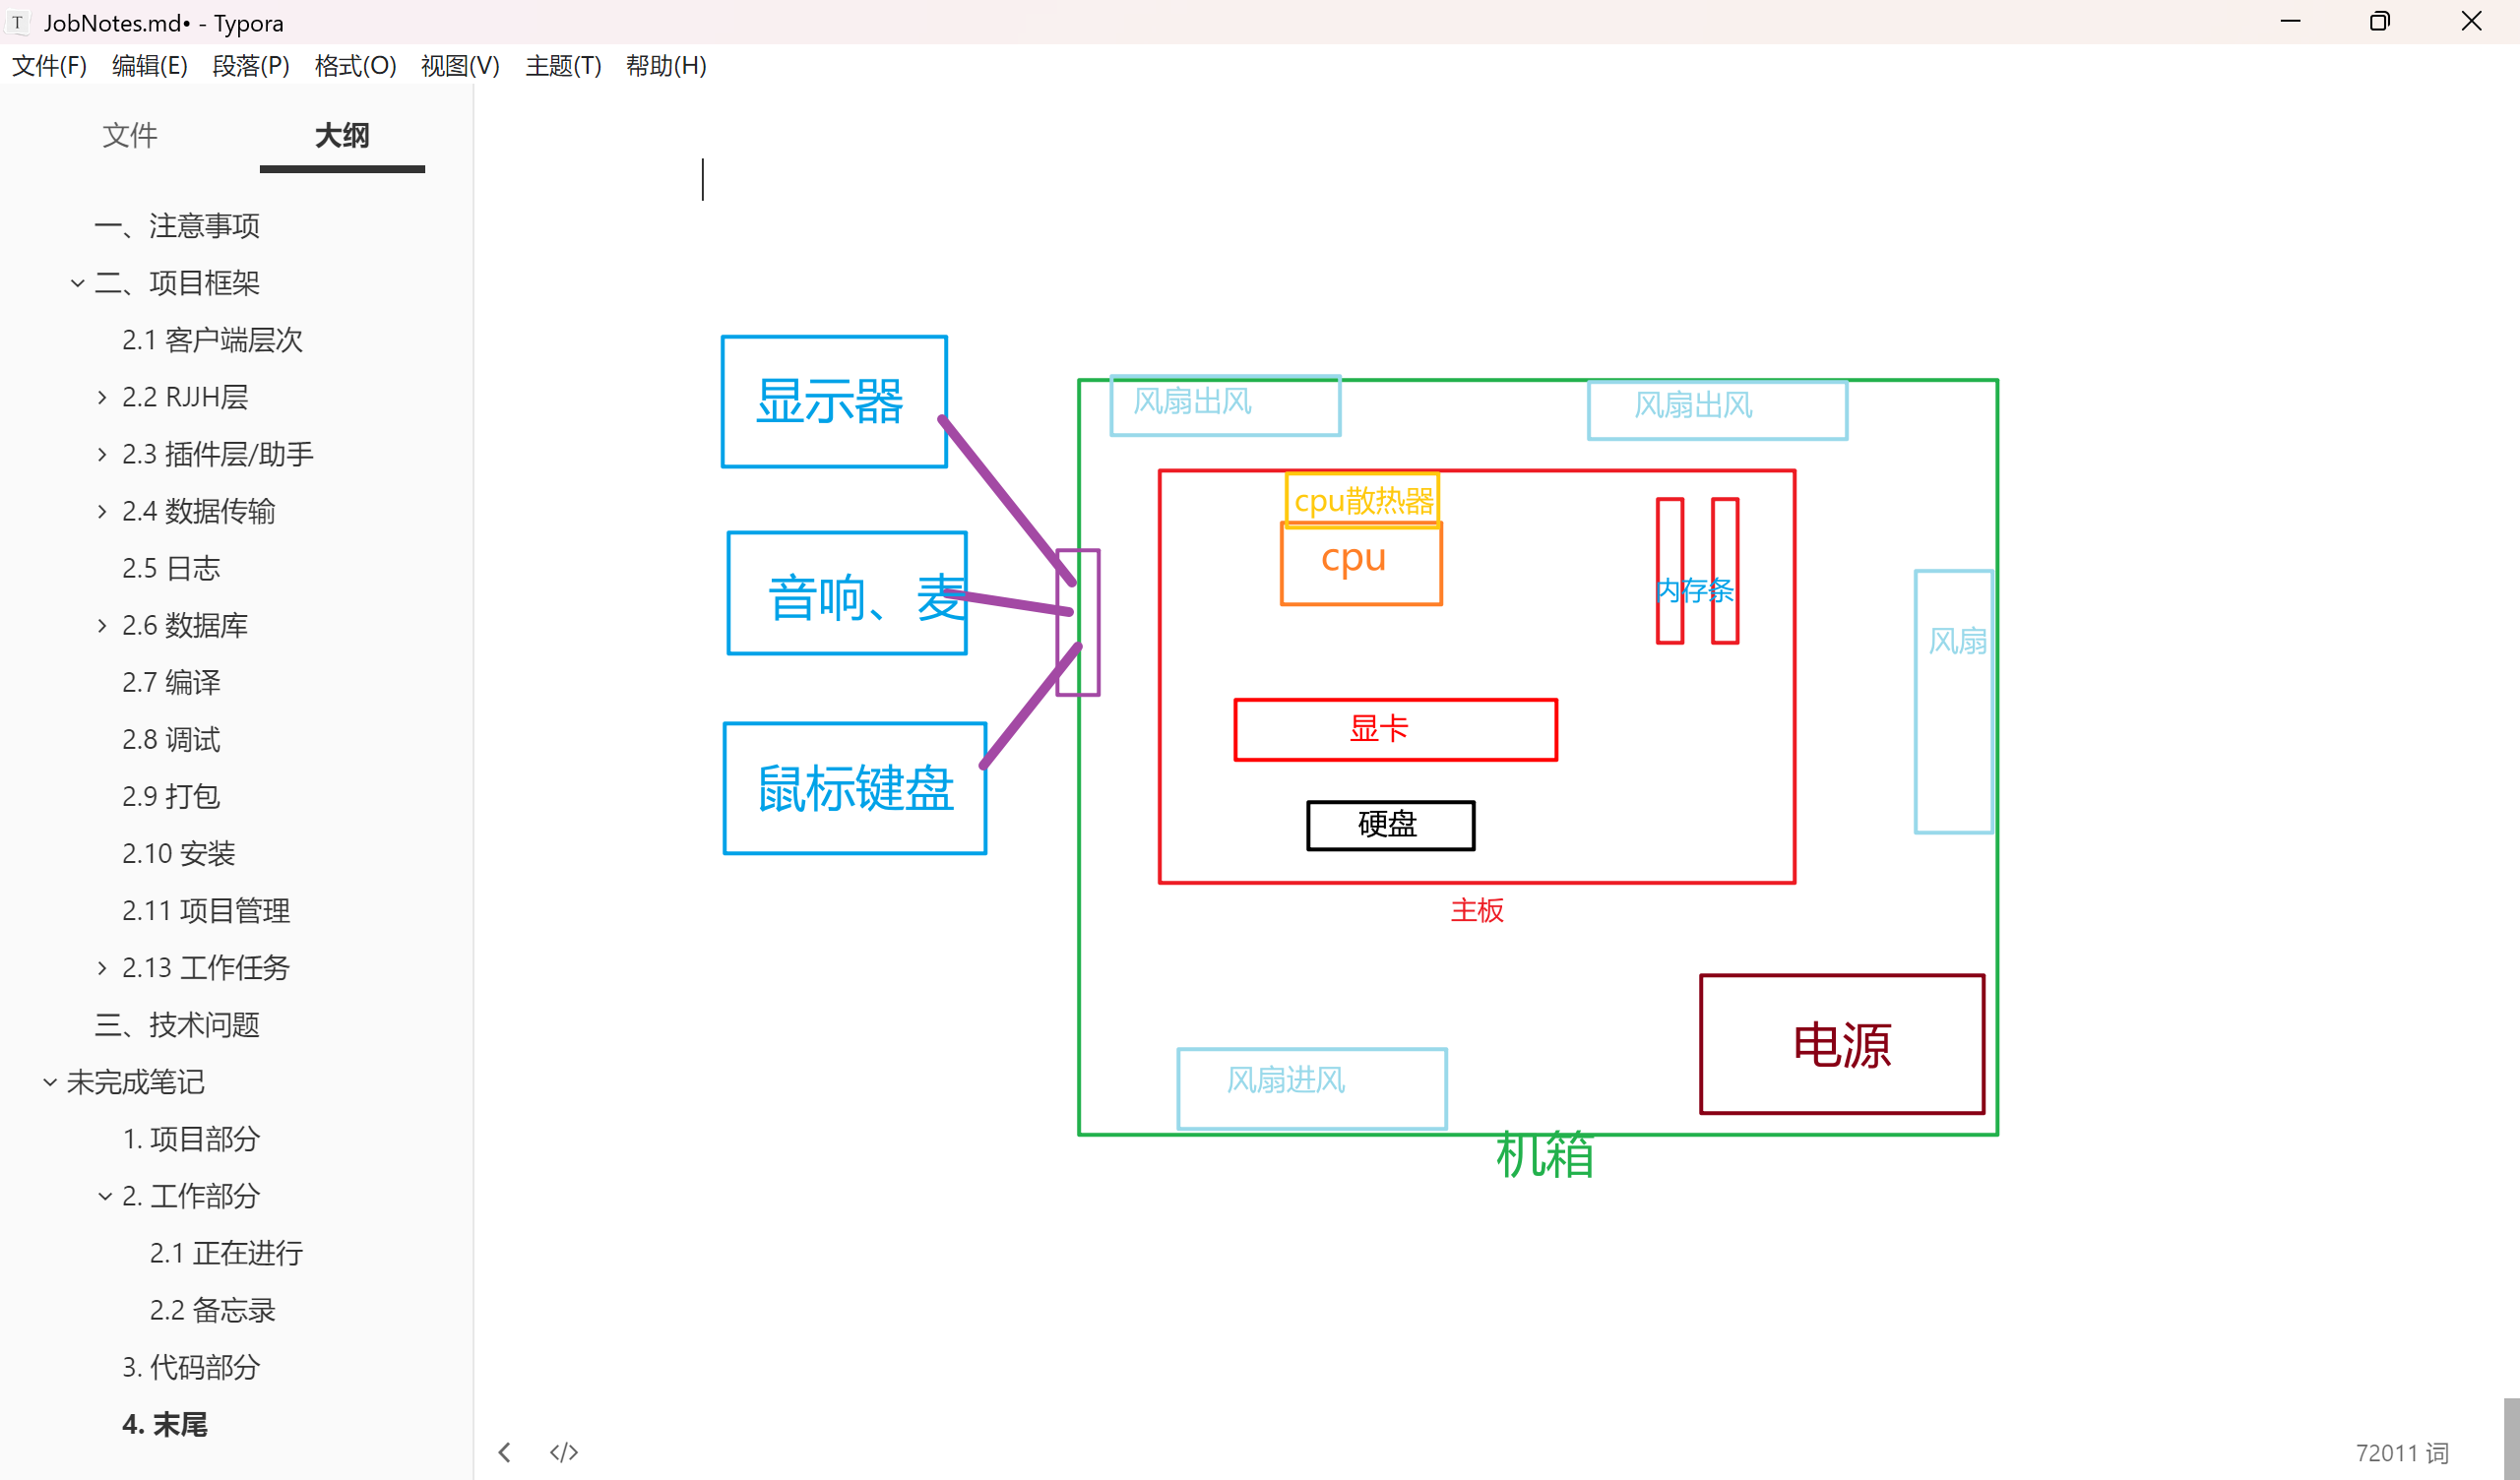 JobNotes.md• - Typora
文件(F) 编辑(E) 段落(P) 格式(O) 视图(V) 主题(T) 帮助(H)
文件 大纲
一、注意事项
二、项目框架
2.1 客户端层次
2.2 RJJH层
2.3 插件层/助手
2.4 数据传输
2.5 日志
2.6 数据库
2.7 编译
2.8 调试
2.9 打包
2.10 安装
2.11 项目管理
2.13 工作任务
三、技术问题
未完成笔记
1. 项目部分
2. 工作部分
2.1 正在进行
2.2 备忘录
3. 代码部分
4. 末尾
显示器
音响、麦
鼠标键盘
风扇出风
风扇出风
cpu散热器
cpu
内存条
风扇
显卡
硬盘
主板
电源
风扇进风
机箱
72011 词